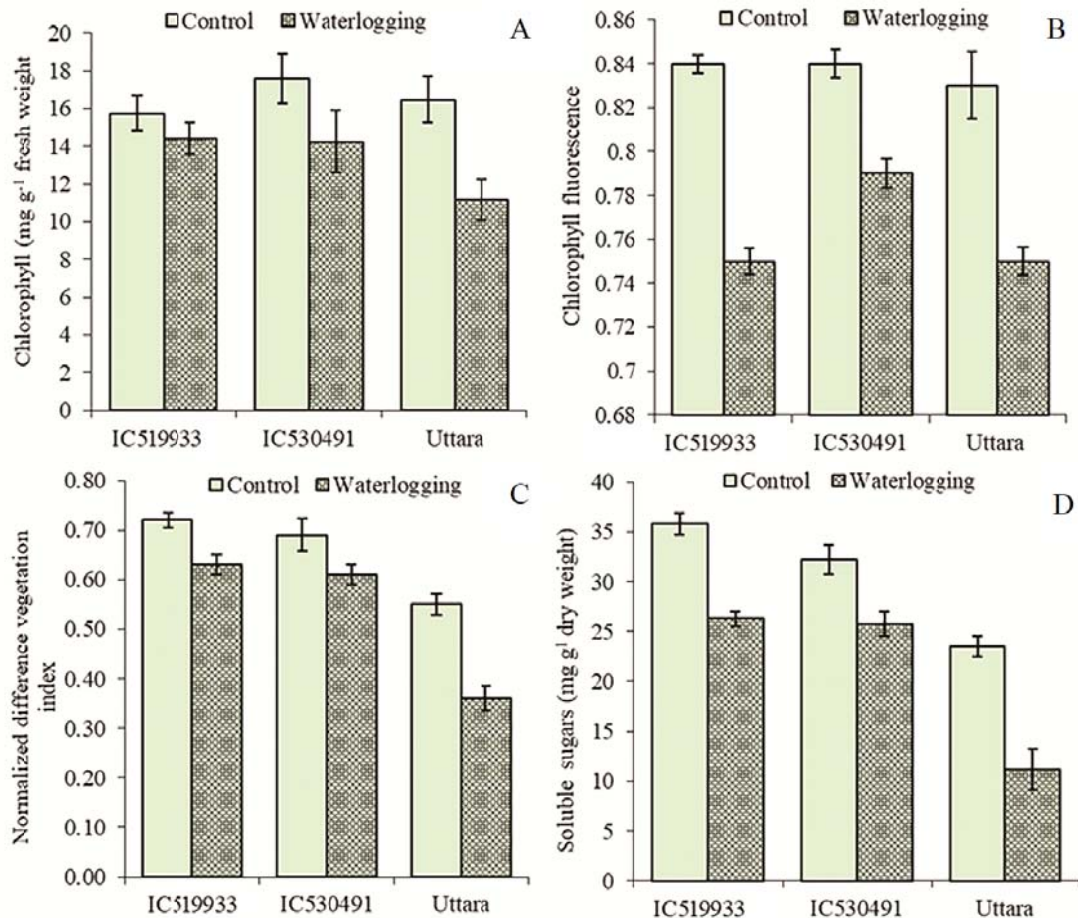 Control Waterlogging
A
20
18
16
14
12
10
8
6
4
2
0
Chlorophyll (mg g-1 fresh weight
IC519933 IC530491 Uttara
Control Waterlogging
B
0.86
0.84
0.82
0.8
0.78
0.76
0.74
0.72
0.7
0.68
Chlorophyll fluorescence
IC519933 IC530491 Uttara
Control Waterlogging
C
0.80
0.70
0.60
0.50
0.40
0.30
0.20
0.10
0.00
Normalized difference vegetation
index
IC519933 IC530491 Uttara
Control Waterlogging
D
40
35
30
25
20
15
10
5
0
Soluble sugars (mg g1 dry weight)
IC519933 IC530491 Uttara